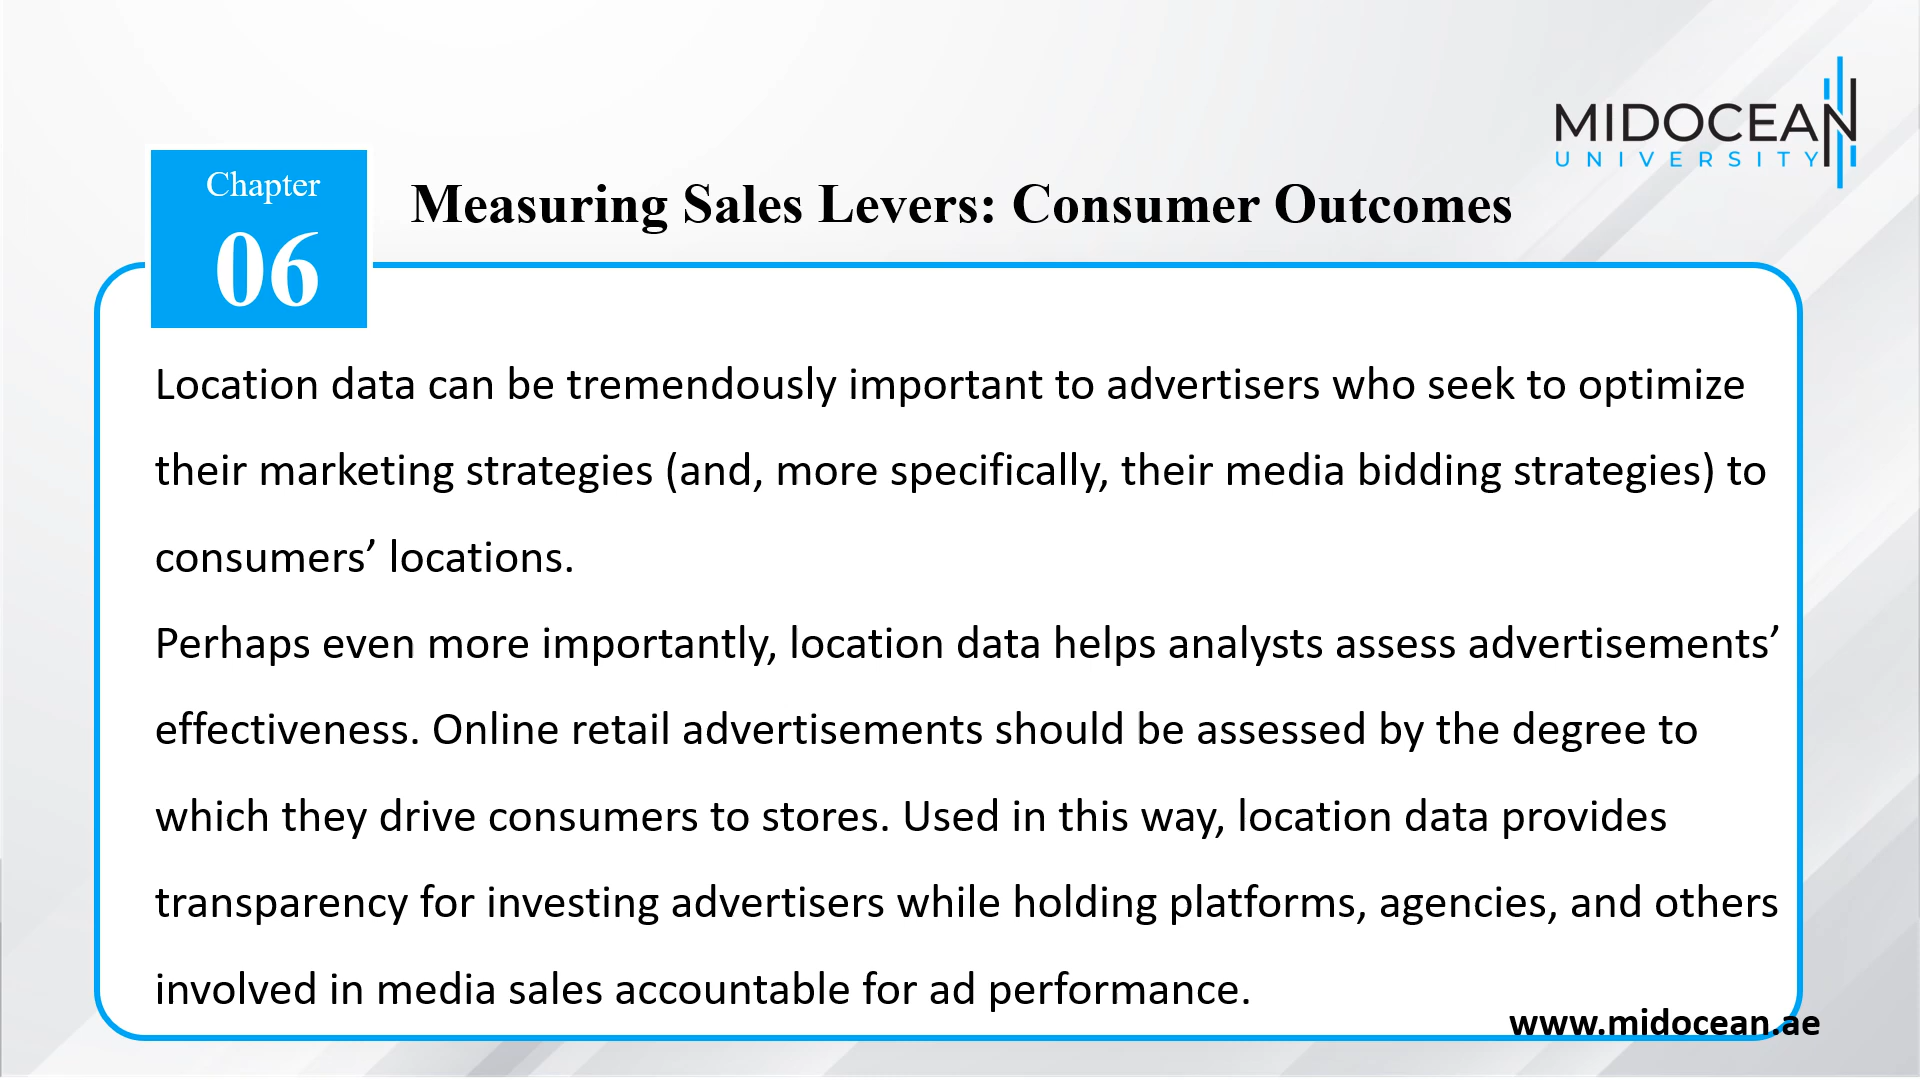 MIDOCEAN
UNIVERSITY
Chapter
06
Measuring Sales Levers: Consumer Outcomes
Location data can be tremendously important to advertisers who seek to optimize
their marketing strategies (and, more specifically, their media bidding strategies) to
consumers’ locations.
Perhaps even more importantly, location data helps analysts assess advertisements’
effectiveness. Online retail advertisements should be assessed by the degree to
which they drive consumers to stores. Used in this way, location data provides
transparency for investing advertisers while holding platforms, agencies, and others
involved in media sales accountable for ad performance.
www.midocean.ae